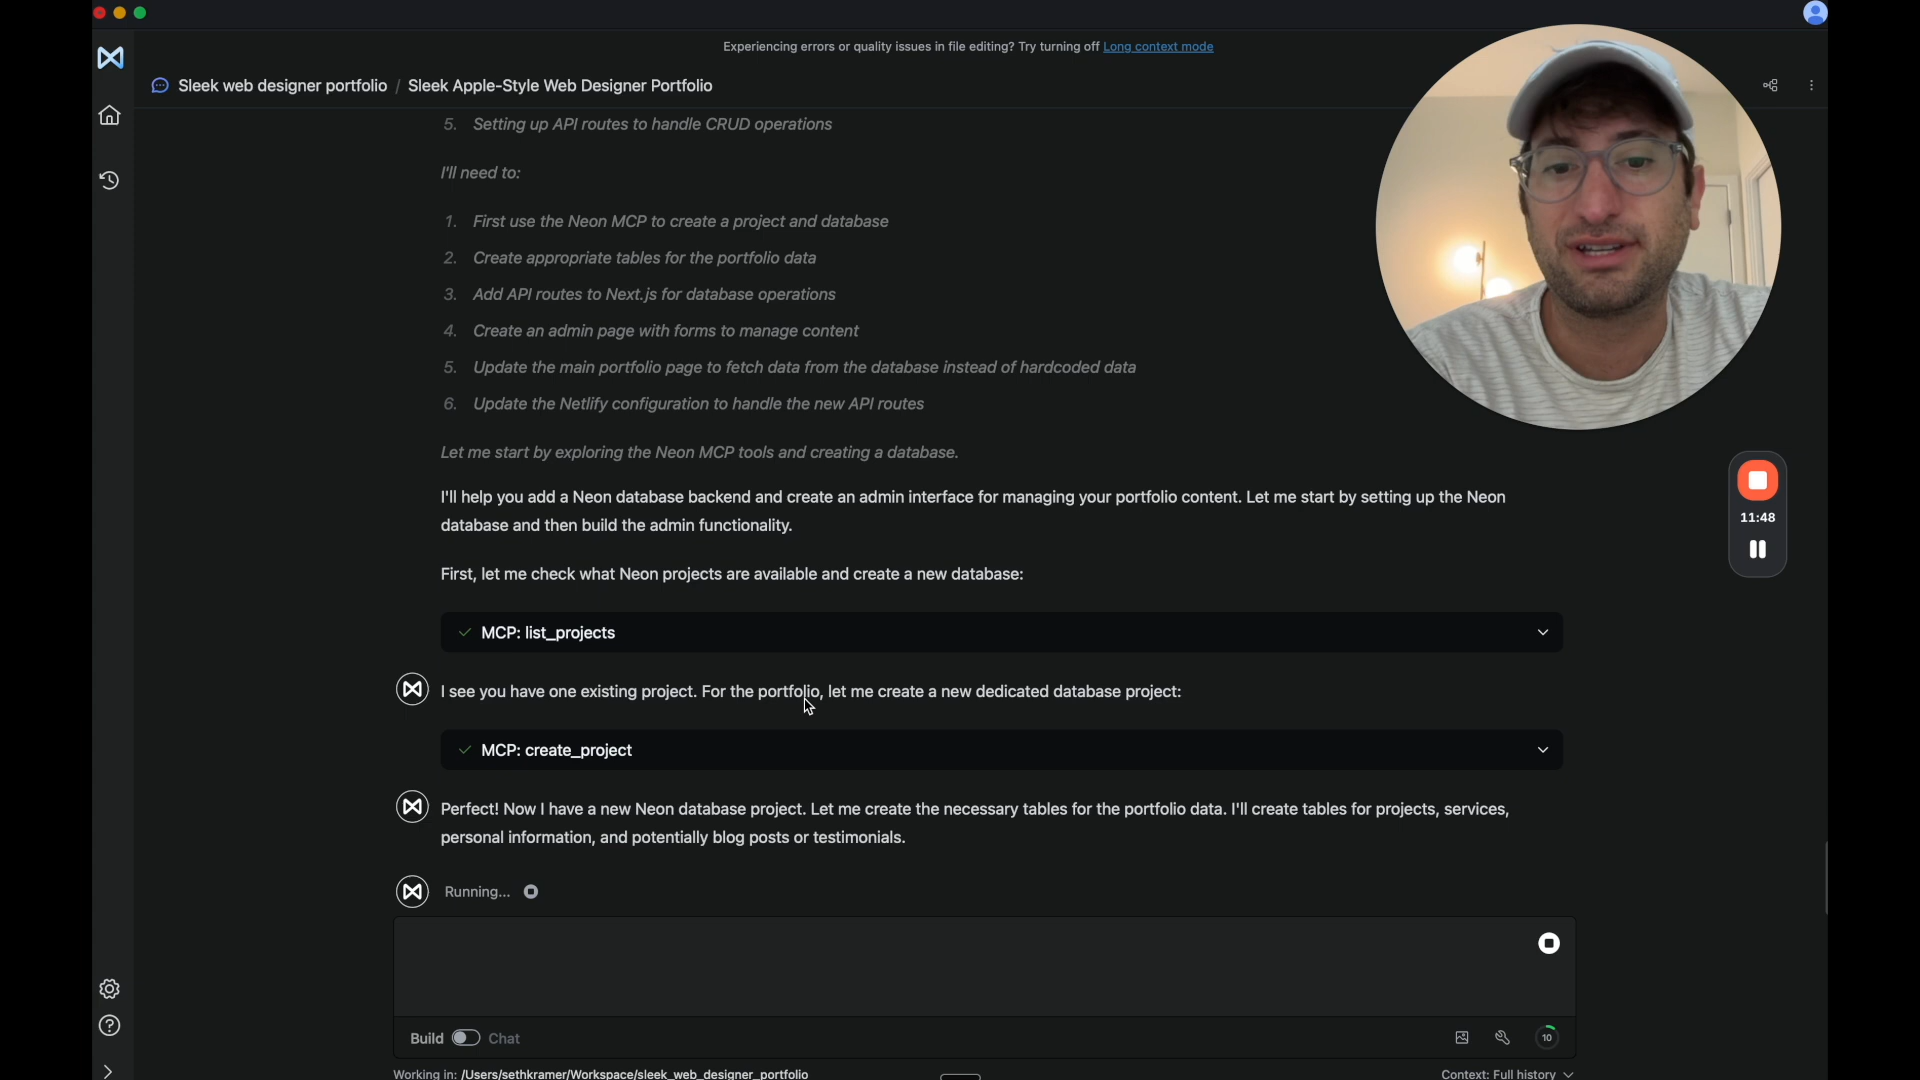 Experiencing errors or quality issues in file editing? Try turning off Long context mode
Sleek web designer portfolio / Sleek Apple-Style Web Designer Portfolio
5. Setting up API routes to handle CRUD operations
I'll need to:
1. First use the Neon MCP to create a project and database
2. Create appropriate tables for the portfolio data
3. Add API routes to Next.js for database operations
4. Create an admin page with forms to manage content
5. Update the main portfolio page to fetch data from the database instead of hardcoded data
6. Update the Netlify configuration to handle the new API routes
Let me start by exploring the Neon MCP tools and creating a database.
I'll help you add a Neon database backend and create an admin interface for managing your portfolio content. Let me start by setting up the Neon
database and then build the admin functionality.
11:48
First, let me check what Neon projects are available and create a new database:
MCP: list_projects
I see you have one existing project. For the portfolio, let me create a new dedicated database project:
MCP: create_project
Perfect! Now I have a new Neon database project. Let me create the necessary tables for the portfolio data. I'll create tables for projects, services,
personal information, and potentially blog posts or testimonials.
Running...
Build Chat
10
Working in: /Users/sethkramer/Workspace/sleek_web_designer_portfolio
Context: Full history